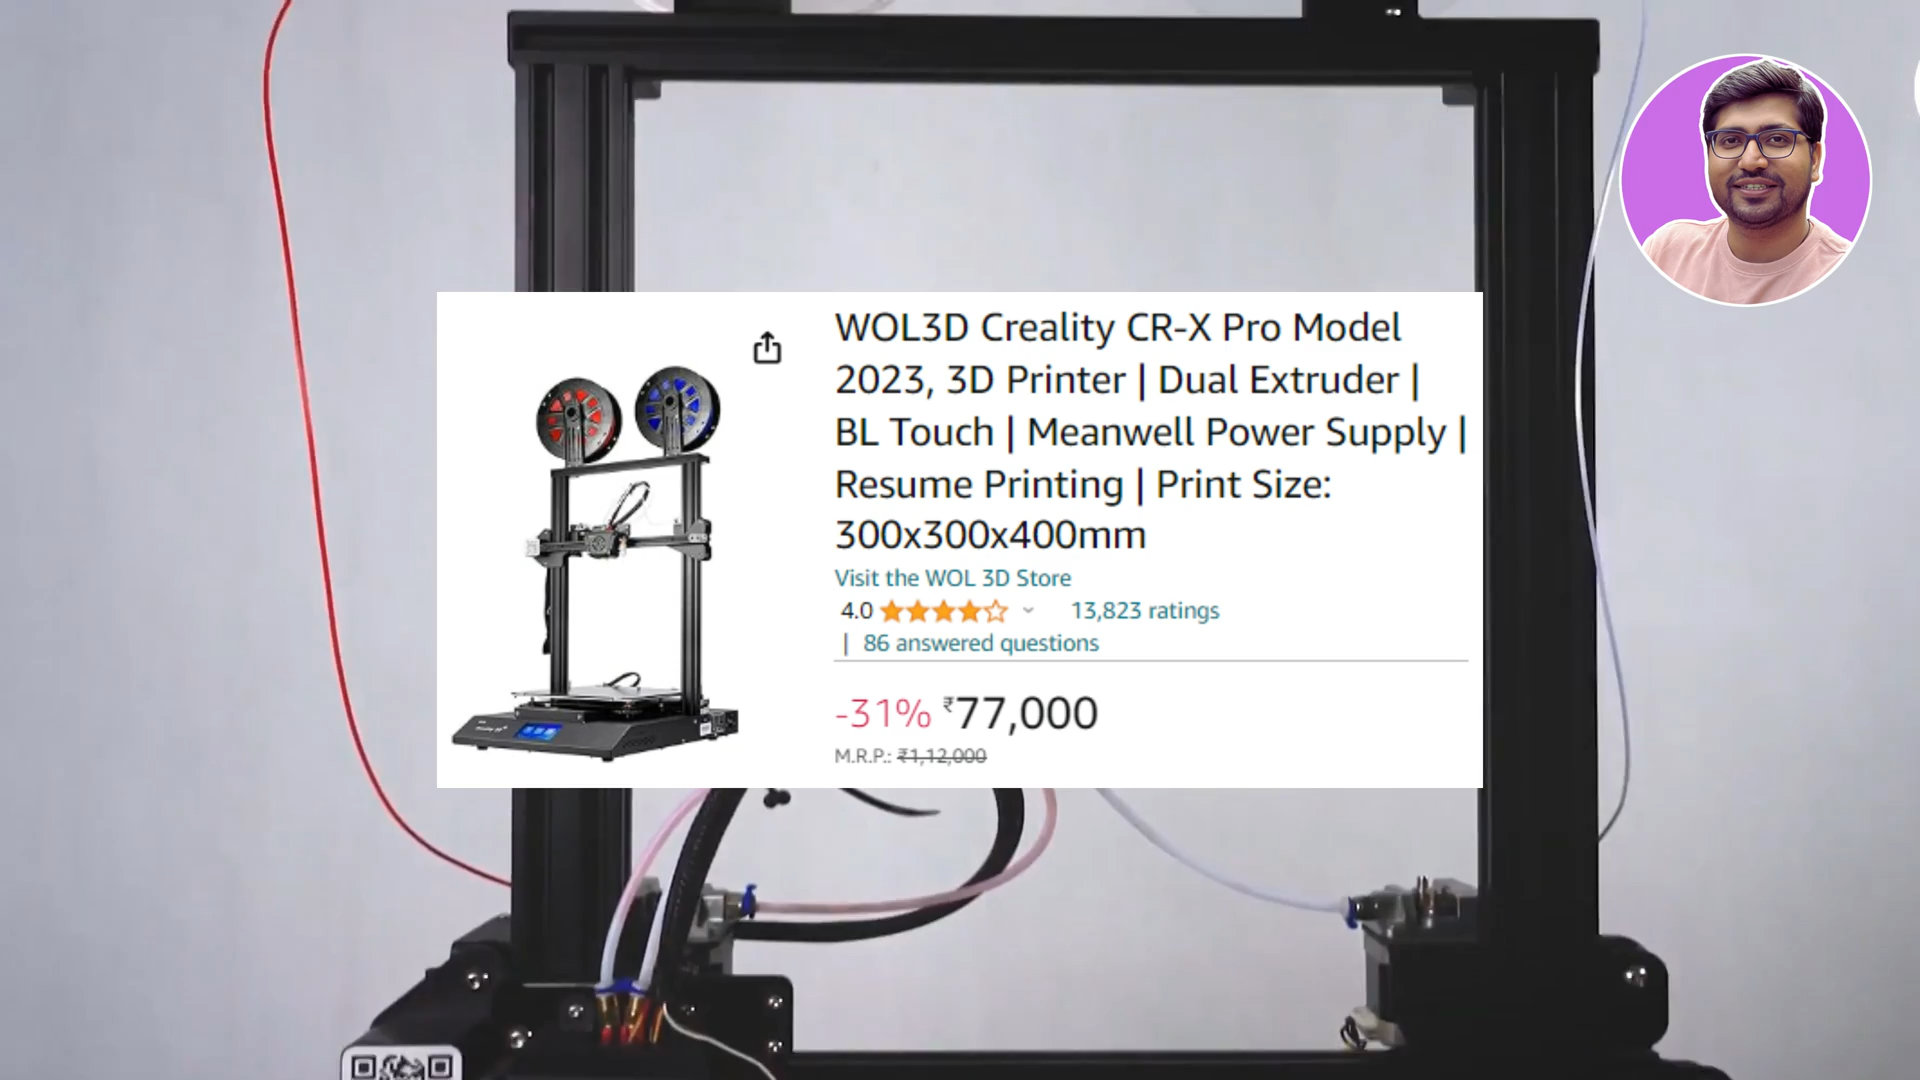 WOL3D Creality CR-X Pro Model
2023, 3D Printer | Dual Extruder |
BL Touch | Meanwell Power Supply |
Resume Printing | Print Size:
300x300x400mm
Visit the WOL 3D Store
4.0 13,823 ratings
| 86 answered questions
-31% ₹77,000
M.R.P.: ₹1,12,000